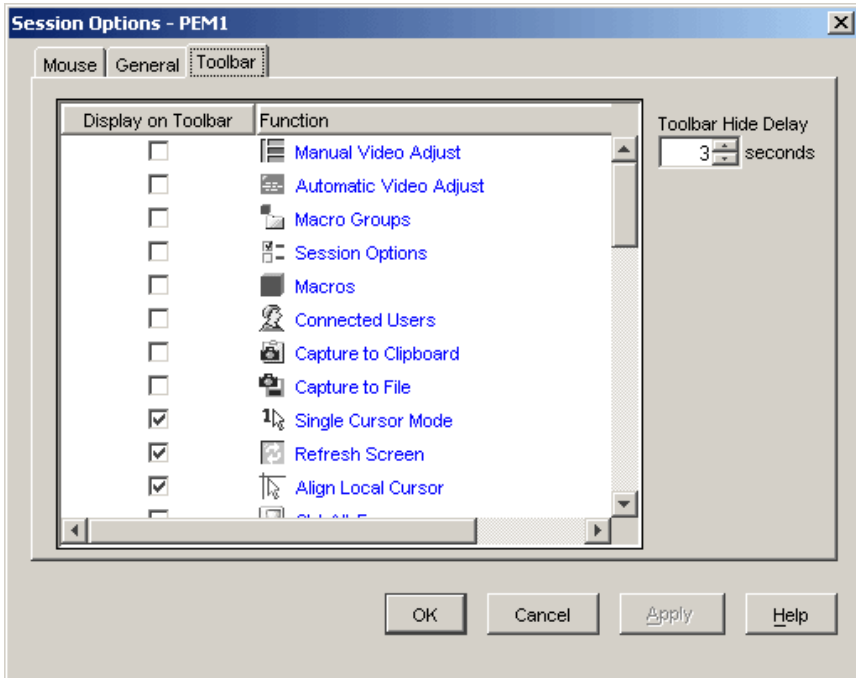 Session Options - PEM1
Mouse General Toolbar
Display on Toolbar Function
Toolbar Hide Delay
3 seconds
Manual Video Adjust
Automatic Video Adjust
Macro Groups
Session Options
Macros
Connected Users
Capture to Clipboard
Capture to File
1 Single Cursor Mode
Refresh Screen
Align Local Cursor
OK Cancel Apply Help